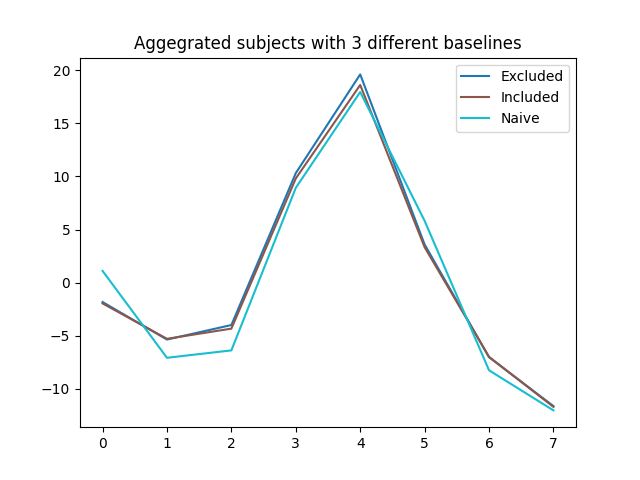 Aggegrated subjects with 3 different baselines
Excluded
Included
Naive
20
15
10
5
0
−5
−10
0 1 2 3 4 5 6 7